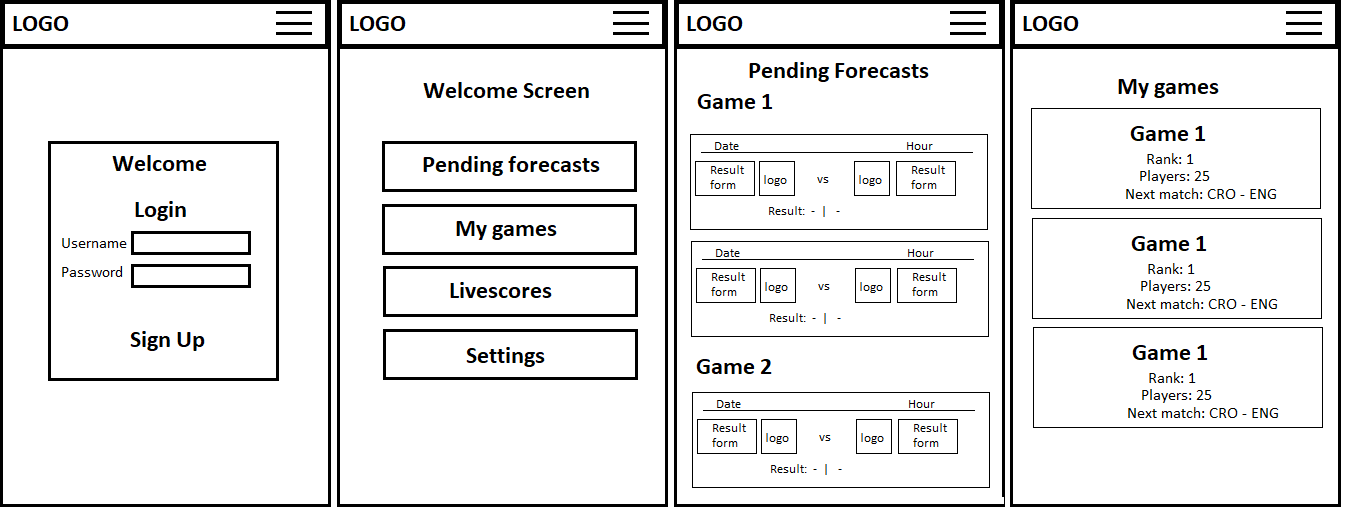 LOGO
Welcome
Login
Username
Password
Sign Up
LOGO
Welcome Screen
Pending forecasts
My games
Livescores
Settings
LOGO
Pending Forecasts
Game 1
Date Hour
Result form logo vs logo Result form
Result: - | -
Date Hour
Result form logo vs logo Result form
Result: - | -
Game 2
Date Hour
Result form logo vs logo Result form
Result: - | -
LOGO
My games
Game 1
Rank: 1
Players: 25
Next match: CRO - ENG
Game 1
Rank: 1
Players: 25
Next match: CRO - ENG
Game 1
Rank: 1
Players: 25
Next match: CRO - ENG